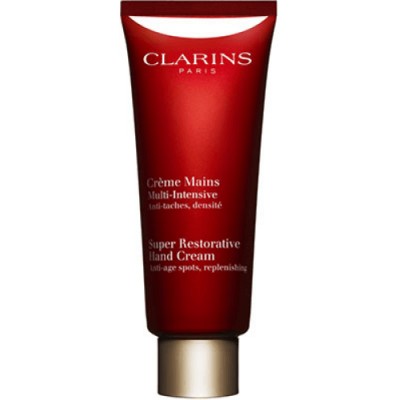 CLARINS
PARIS
Crème Mains
Multi-Intensive
Anti-taches, densité
Super Restorative
Hand Cream
Anti-age spots, replenishing